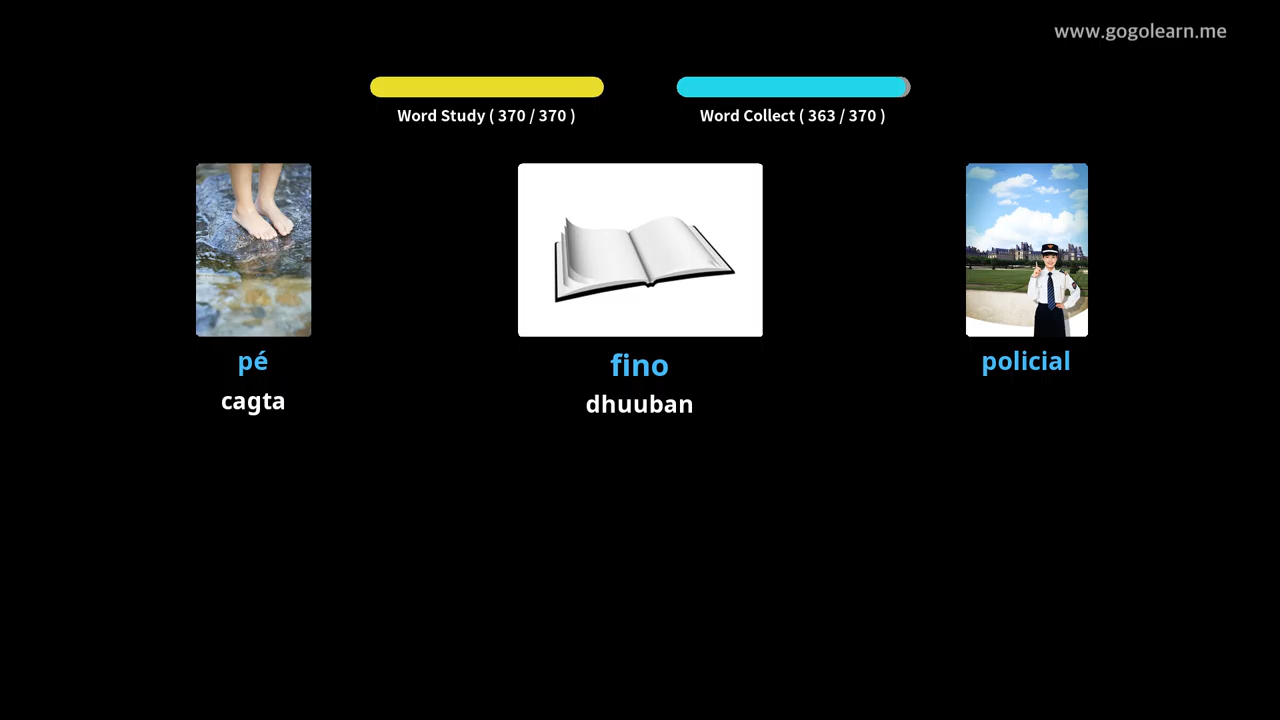 www.gogolearn.me
Word Study ( 370 / 370 )
Word Collect ( 363 / 370 )
pé
fino
policial
cagta
dhuuban